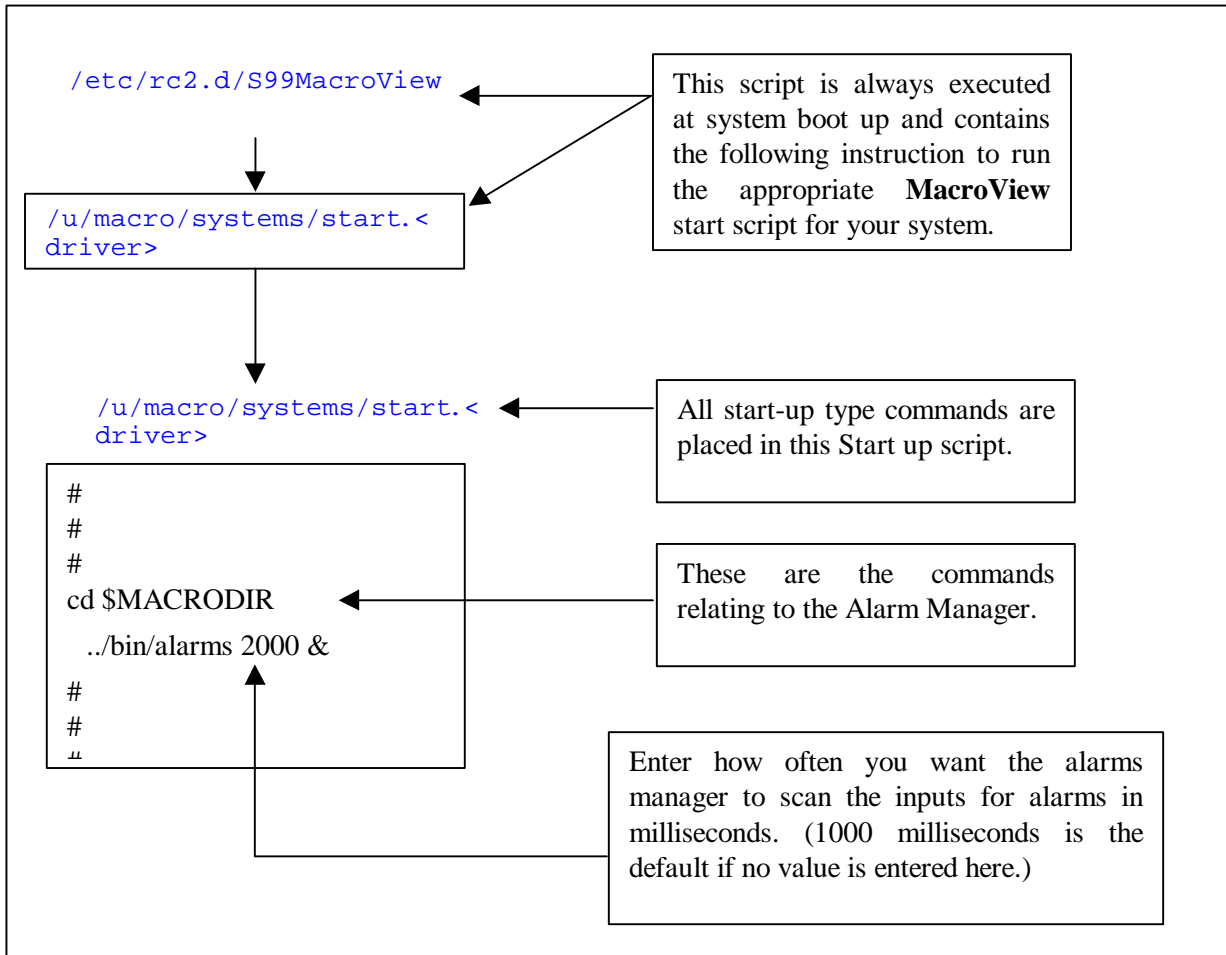 /etc/rc2.d/S99MacroView
This script is always executed
at system boot up and contains
the following instruction to run
the appropriate MacroView
start script for your system.
/u/macro/systems/start.<
driver>
/u/macro/systems/start.<
driver>
All start-up type commands are
placed in this Start up script.
#
#
#
cd $MACRODIR
../bin/alarms 2000 &
#
#
#
These are the commands
relating to the Alarm Manager.
Enter how often you want the alarms
manager to scan the inputs for alarms in
milliseconds. (1000 milliseconds is the
default if no value is entered here.)